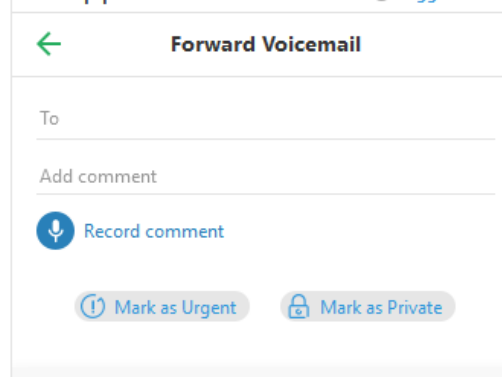 Forward Voicemail
To
Add comment
Record comment
Mark as Urgent
Mark as Private